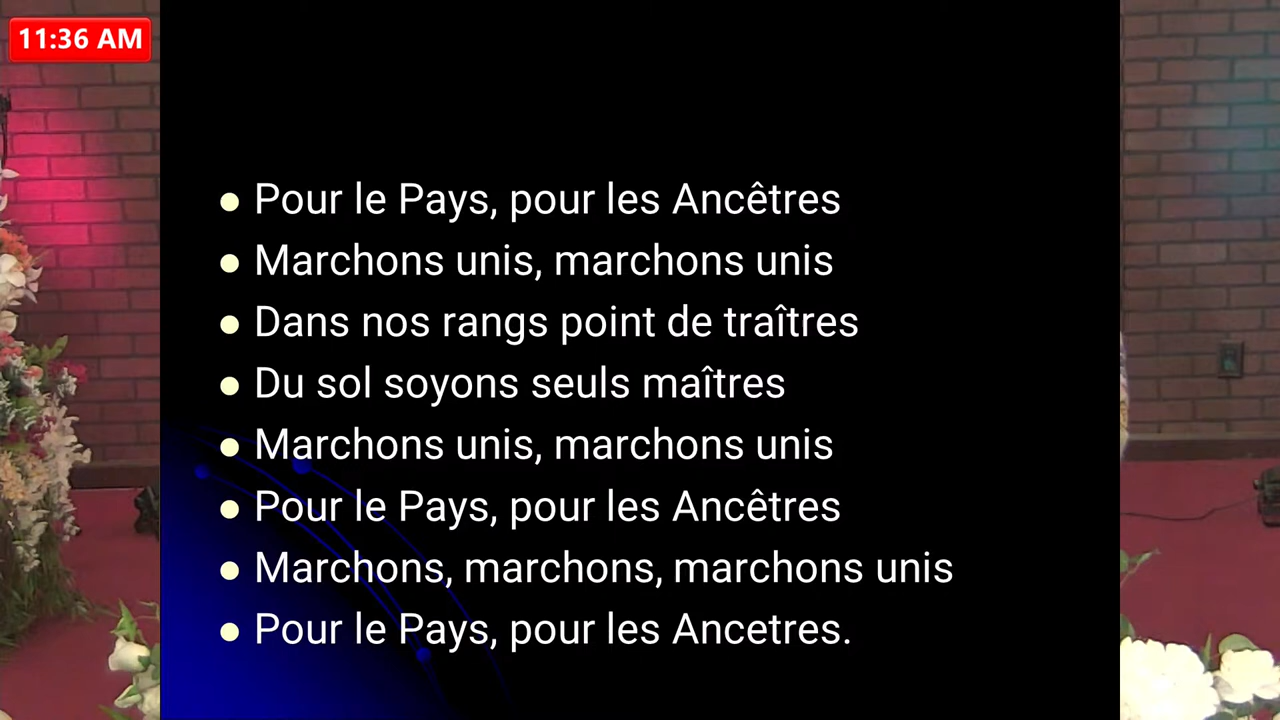 11:36 AM
● Pour le Pays, pour les Ancêtres
● Marchons unis, marchons unis
● Dans nos rangs point de traîtres
● Du sol soyons seuls maîtres
● Marchons unis, marchons unis
● Pour le Pays, pour les Ancêtres
● Marchons, marchons, marchons unis
● Pour le Pays, pour les Ancetres.